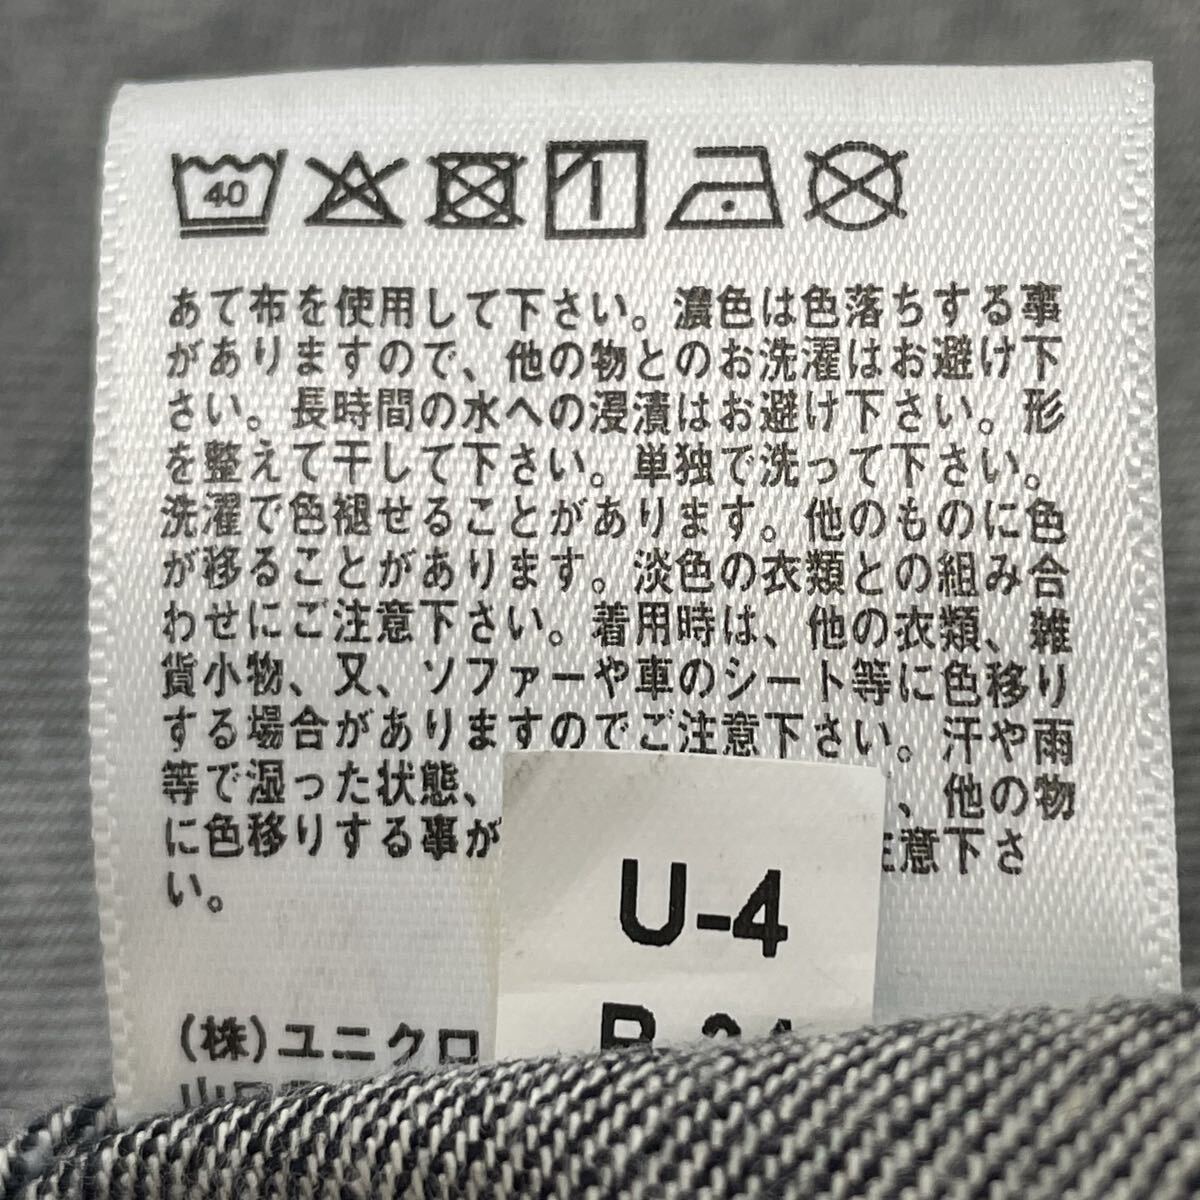 40
あて布を使用して下さい。濃色は色落ちする事
がありますので、他の物とのお洗濯はお避け下
さい。長時間の水への浸漬はお避け下さい。形
を整えて干して下さい。単独で洗って下さい。
洗濯で色褪せることがあります。他のものに色
が移ることがあります。淡色の衣類との組み合
わせにご注意下さい。着用時は、他の衣類、雑
貨小物、又、ソファーや車のシート等に色移り
する場合がありますのでご注意下さい。汗や雨
等で湿った状態、、他の物
に色移りする事が注意下さ
い。
U-4
(株)ユニクロ